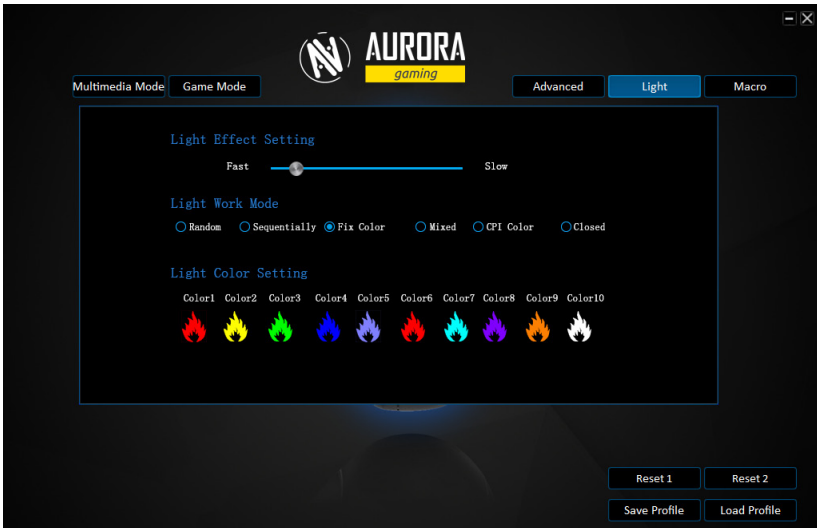 AURORA
gaming
Multimedia Mode Game Mode Advanced Light Macro
Light Effect Setting
Fast Slow
Light Work Mode
Random Sequentially Fix Color Mixed CPI Color Closed
Light Color Setting
Color1 Color2 Color3 Color4 Color5 Color6 Color7 Color8 Color9 Color10
Reset 1 Reset 2
Save Profile Load Profile